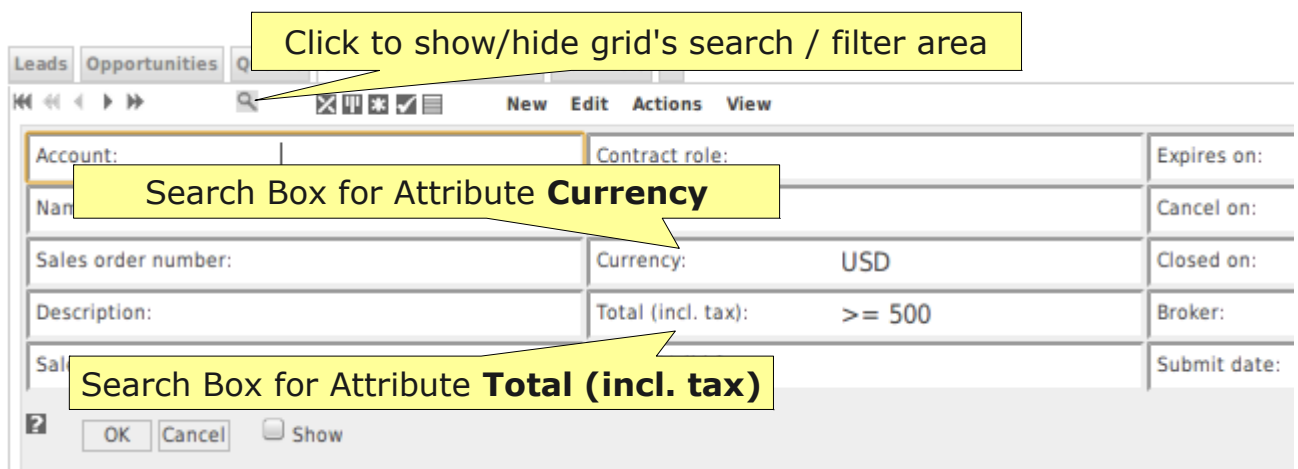 Click to show/hide grid's search / filter area
Leads Opportunities
New Edit Actions View
Account: Contract role: Expires on:
Search Box for Attribute Currency
Cancel on:
Sales order number: Currency: USD Closed on:
Description: Total (incl. tax): >= 500 Broker:
Submit date:
Search Box for Attribute Total (incl. tax)
? OK Cancel Show